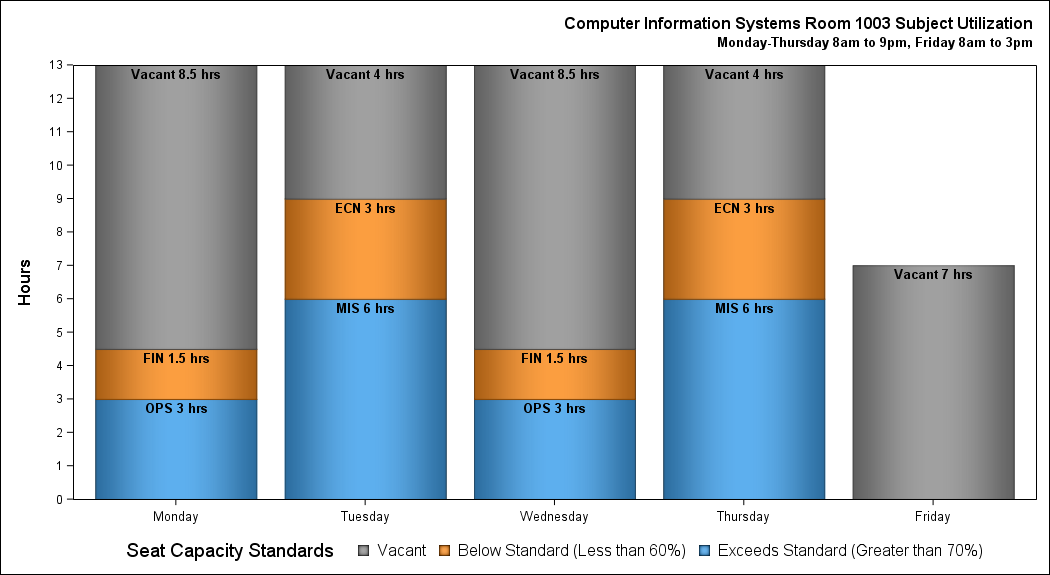 Computer Information Systems Room 1003 Subject Utilization
Monday-Thursday 8am to 9pm, Friday 8am to 3pm
Hours
13
12
11
10
9
8
7
6
5
4
3
2
1
0
Vacant 8.5 hrs
FIN 1.5 hrs
OPS 3 hrs
Vacant 4 hrs
ECN 3 hrs
MIS 6 hrs
Vacant 8.5 hrs
FIN 1.5 hrs
OPS 3 hrs
Vacant 4 hrs
ECN 3 hrs
MIS 6 hrs
Vacant 7 hrs
Monday Tuesday Wednesday Thursday Friday
Seat Capacity Standards Vacant Below Standard (Less than 60%) Exceeds Standard (Greater than 70%)